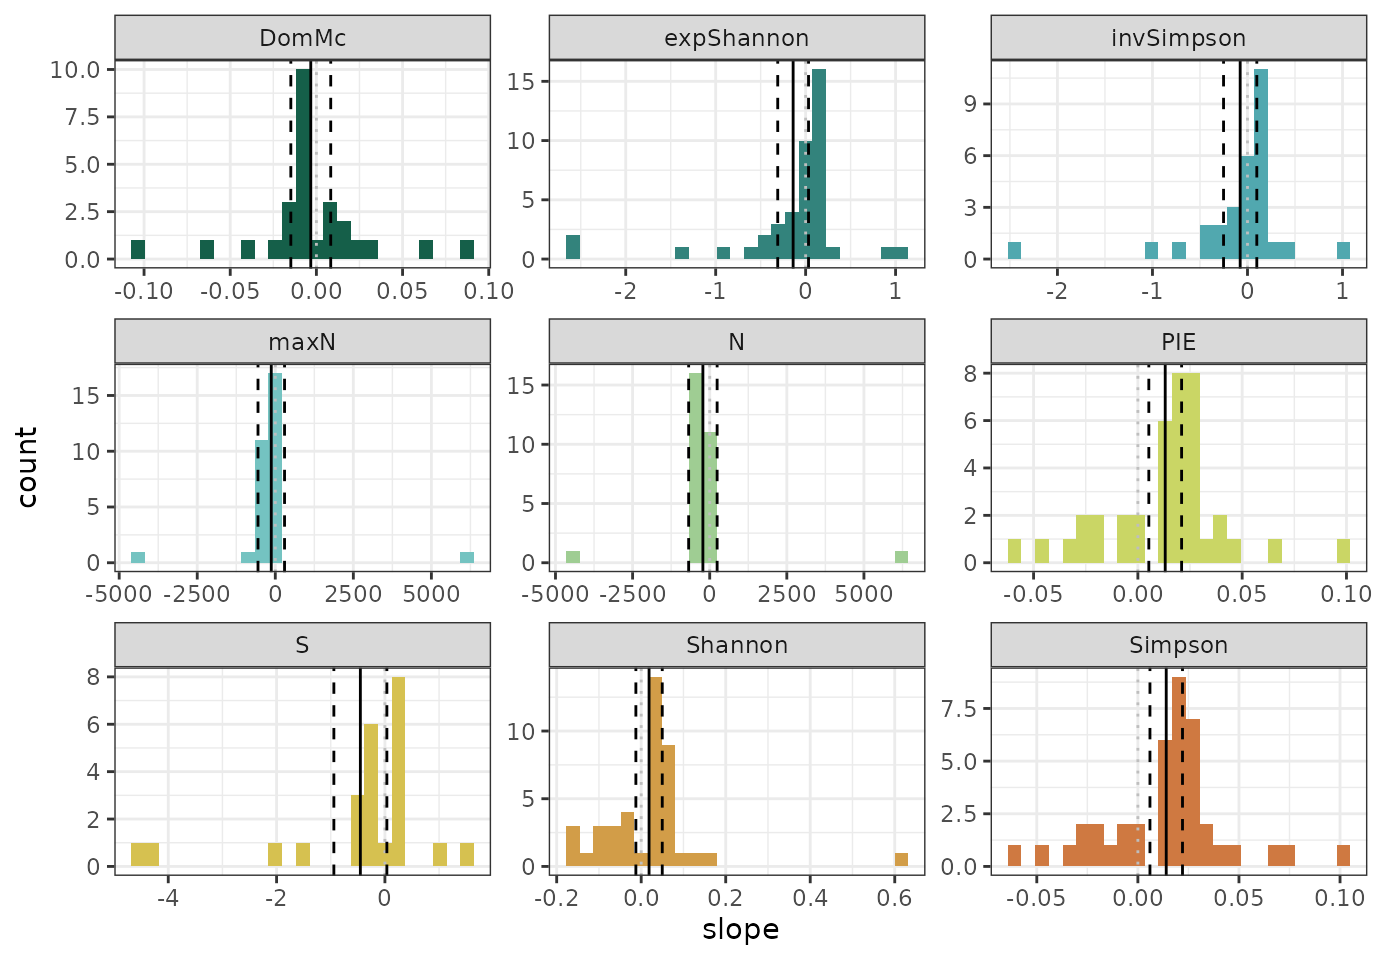 DomMc expShannon invSimpson
10.0
7.5
5.0
2.5
0.0
15
10
5
0
9
6
3
0
-0.10 -0.05 0.00 0.05 0.10
-2 -1 0 1
-2 -1 0 1
maxN N PIE
15
10
5
0
15
10
5
0
8
6
4
2
0
-5000 -2500 0 2500 5000
-5000 -2500 0 2500 5000
-0.05 0.00 0.05 0.10
count
S Shannon Simpson
8
6
4
2
0
10
5
0
7.5
5.0
2.5
0.0
-4 -2 0
-0.2 0.0 0.2 0.4 0.6
-0.05 0.00 0.05 0.10
slope